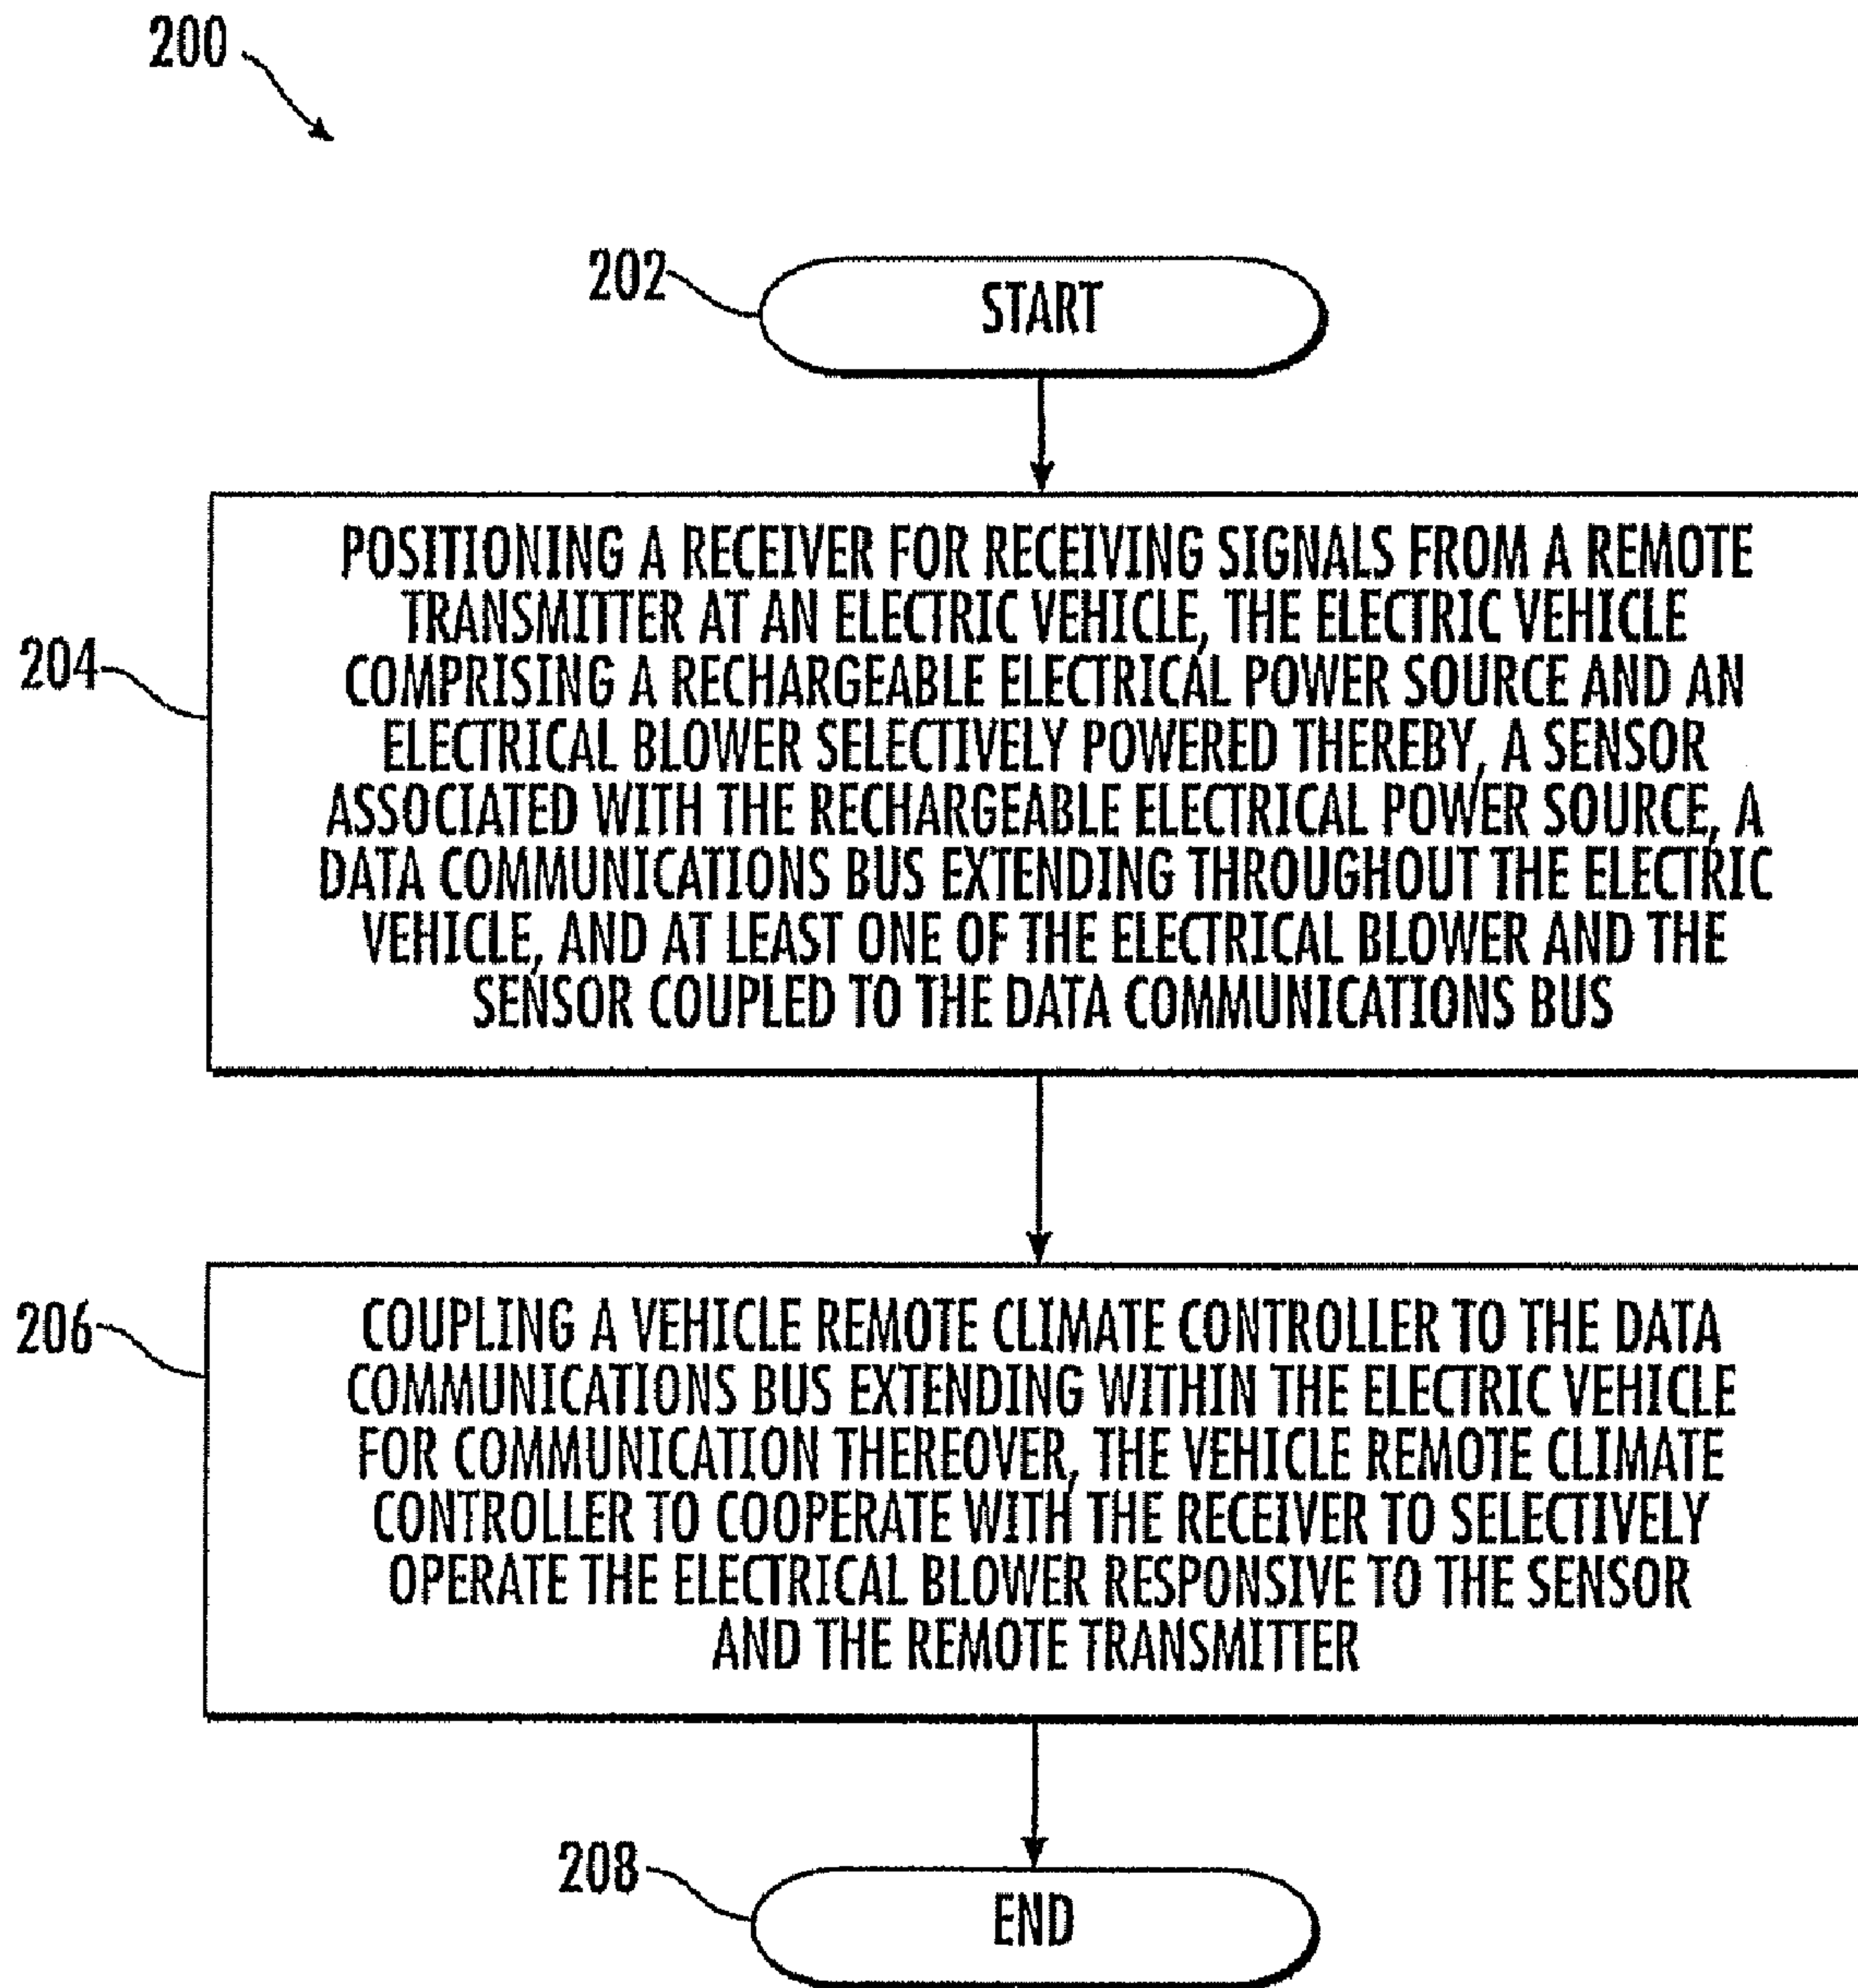 200
202
START
204
POSITIONING A RECEIVER FOR RECEIVING SIGNALS FROM A REMOTE
TRANSMITTER AT AN ELECTRIC VEHICLE, THE ELECTRIC VEHICLE
COMPRISING A RECHARGEABLE ELECTRICAL POWER SOURCE AND AN
ELECTRICAL BLOWER SELECTIVELY POWERED THEREBY, A SENSOR
ASSOCIATED WITH THE RECHARGEABLE ELECTRICAL POWER SOURCE, A
DATA COMMUNICATIONS BUS EXTENDING THROUGHOUT THE ELECTRIC
VEHICLE, AND AT LEAST ONE OF THE ELECTRICAL BLOWER AND THE
SENSOR COUPLED TO THE DATA COMMUNICATIONS BUS
206
COUPLING A VEHICLE REMOTE CLIMATE CONTROLLER TO THE DATA
COMMUNICATIONS BUS EXTENDING WITHIN THE ELECTRIC VEHICLE
FOR COMMUNICATION THEREOVER, THE VEHICLE REMOTE CLIMATE
CONTROLLER TO COOPERATE WITH THE RECEIVER TO SELECTIVELY
OPERATE THE ELECTRICAL BLOWER RESPONSIVE TO THE SENSOR
AND THE REMOTE TRANSMITTER
208
END